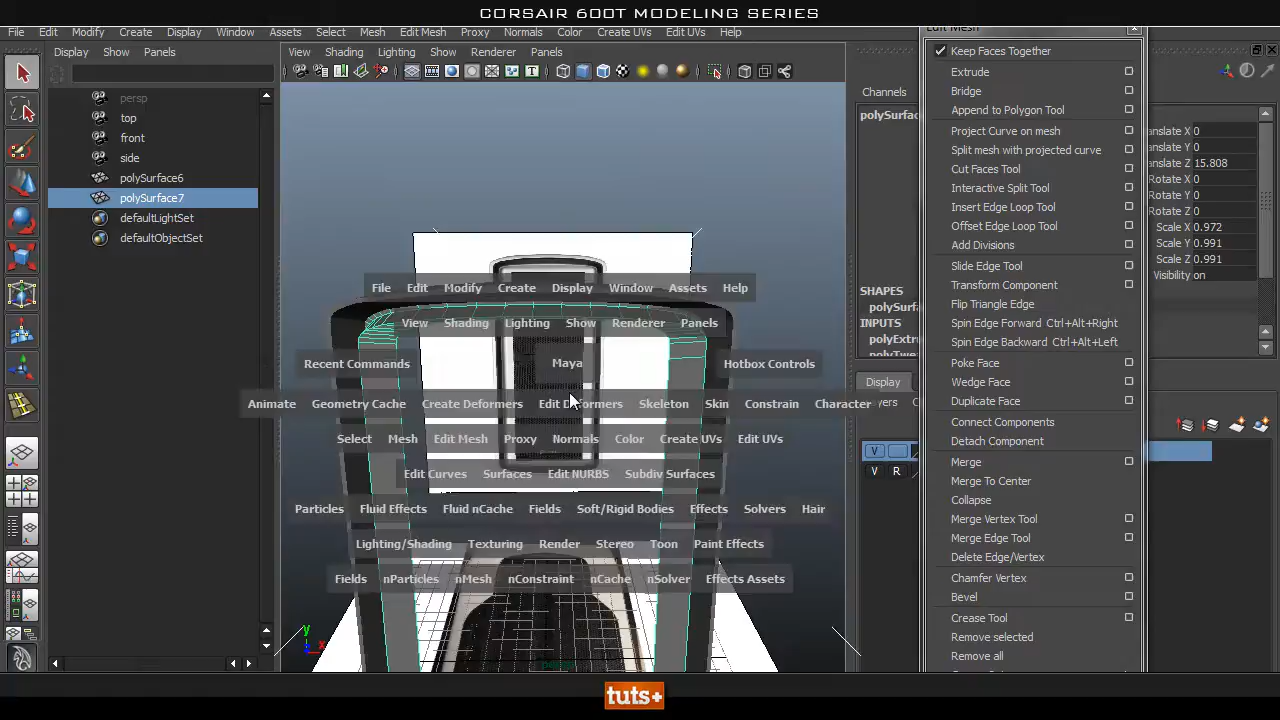 CORSAIR 600T MODELING SERIES
File Edit Modify Create Display Window Assets Select Mesh Edit Mesh Proxy Normals Color Create UVs Edit UVs Help
Edit Mesh
Display Show Panels
View Shading Lighting Show Renderer Panels
persp
top
front
side
polySurface6
polySurface7
defaultLightSet
defaultObjectSet
File Edit Modify Create Display Window Assets Help
View Shading Lighting Show Renderer Panels
Recent Commands Maya Hotbox Controls
Animate Geometry Cache Create Deformers Edit Deformers Skeleton Skin Constrain Character
Select Mesh Edit Mesh Proxy Normals Color Create UVs Edit UVs
Edit Curves Surfaces Edit NURBS Subdiv Surfaces
Particles Fluid Effects Fluid nCache Fields Soft/Rigid Bodies Effects Solvers Hair
Lighting/Shading Texturing Render Stereo Toon Paint Effects
Fields nParticles nMesh nConstraint nCache nSolver Effects Assets
y
x
persp
Channels
polySurfac
SHAPES
polySurfa
INPUTS
polyExtru
polyTwea
Display
ayers
V
V R
Keep Faces Together
Extrude
Bridge
Append to Polygon Tool
Project Curve on mesh
Split mesh with projected curve
Cut Faces Tool
Interactive Split Tool
Insert Edge Loop Tool
Offset Edge Loop Tool
Add Divisions
Slide Edge Tool
Transform Component
Flip Triangle Edge
Spin Edge Forward Ctrl+Alt+Right
Spin Edge Backward Ctrl+Alt+Left
Poke Face
Wedge Face
Duplicate Face
Connect Components
Detach Component
Merge
Merge To Center
Collapse
Merge Vertex Tool
Merge Edge Tool
Delete Edge/Vertex
Chamfer Vertex
Bevel
Crease Tool
Remove selected
Remove all
anslate X 0
anslate Y 0
anslate Z 15.808
Rotate X 0
Rotate Y 0
Rotate Z 0
Scale X 0.972
Scale Y 0.991
Scale Z 0.991
Visibility on
tuts+